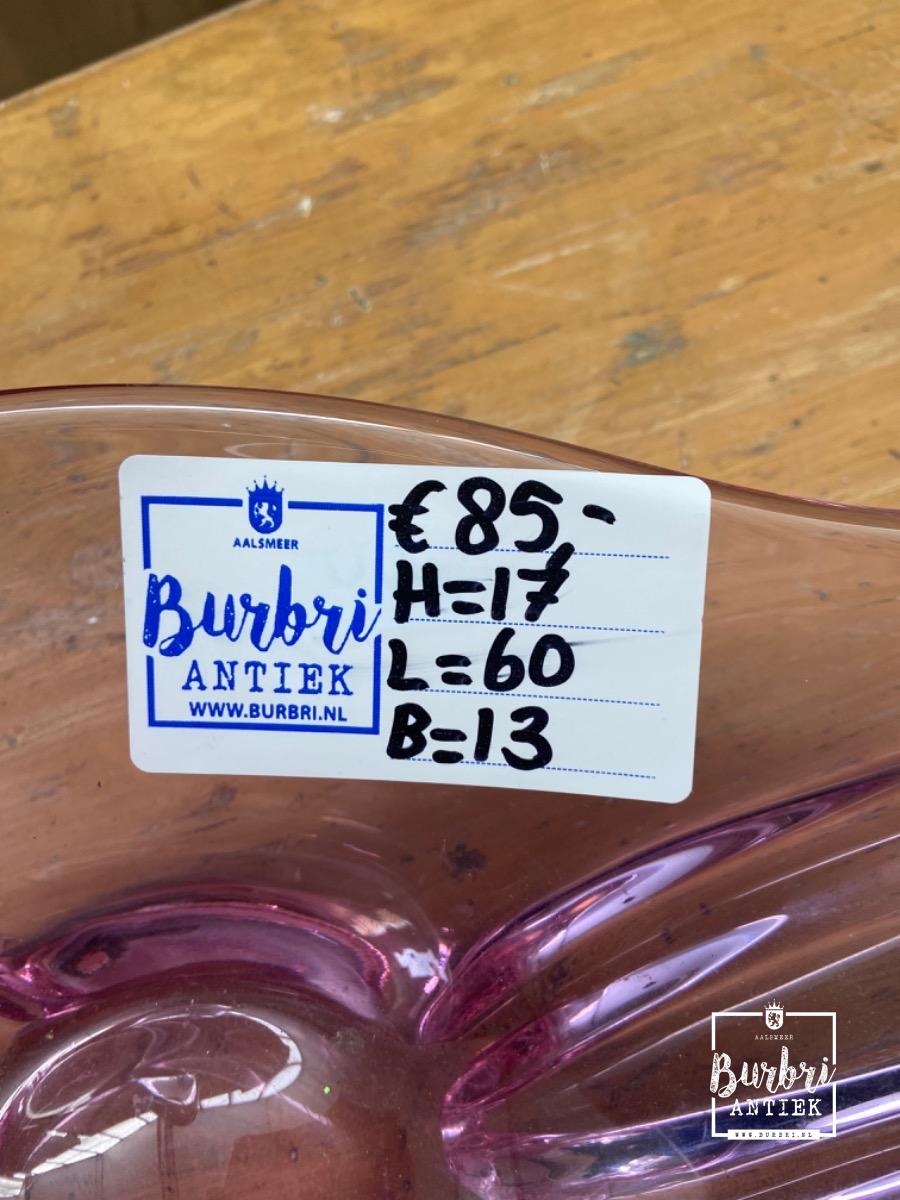 AALSMEER
Burbri
ANTIEK
WWW.BURBRI.NL
€ 85,-
H=17
L=60
B=13
AALSMEER
Burbri
ANTIEK
WWW.BURBRI.NL